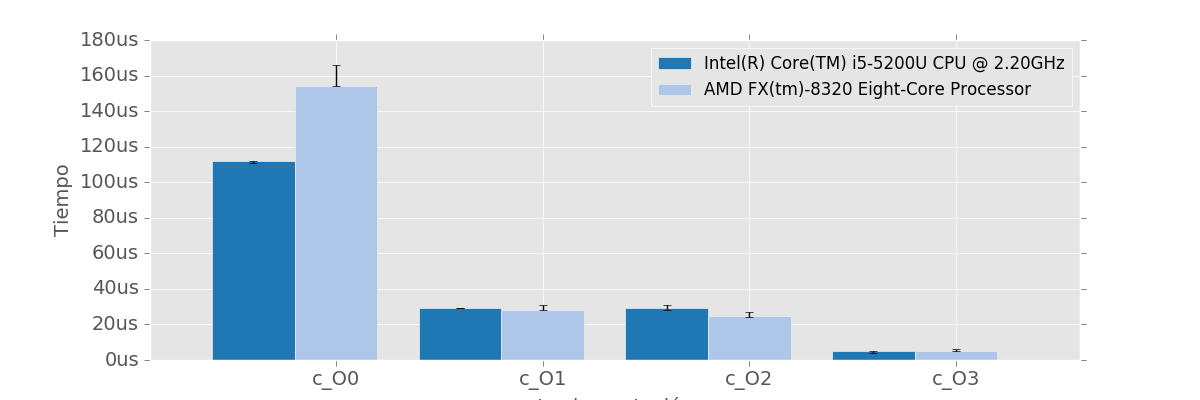 180us
160us
140us
120us
100us
80us
60us
40us
20us
0us
Tiempo
Intel(R) Core(TM) i5-5200U CPU @ 2.20GHz
AMD FX(tm)-8320 Eight-Core Processor
c_O0
c_O1
c_O2
c_O3